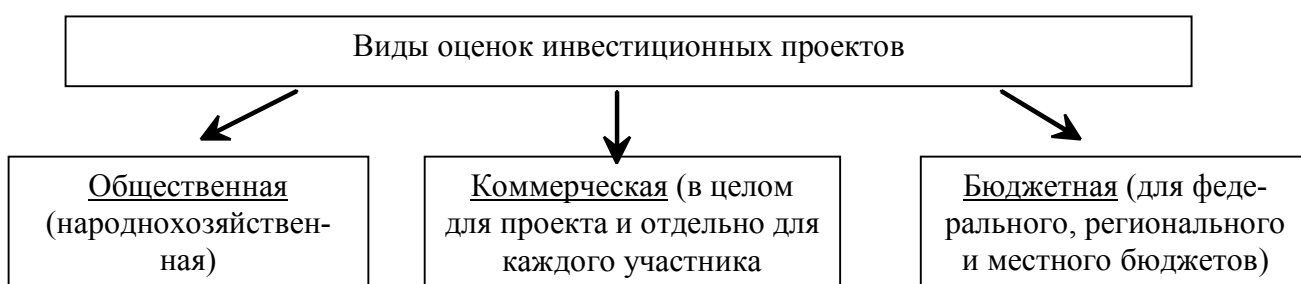 Виды оценок инвестиционных проектов
Общественная
(народнохозяйствен-
ная)
Коммерческая (в целом
для проекта и отдельно для
каждого участника
Бюджетная (для феде-
рального, регионального
и местного бюджетов)